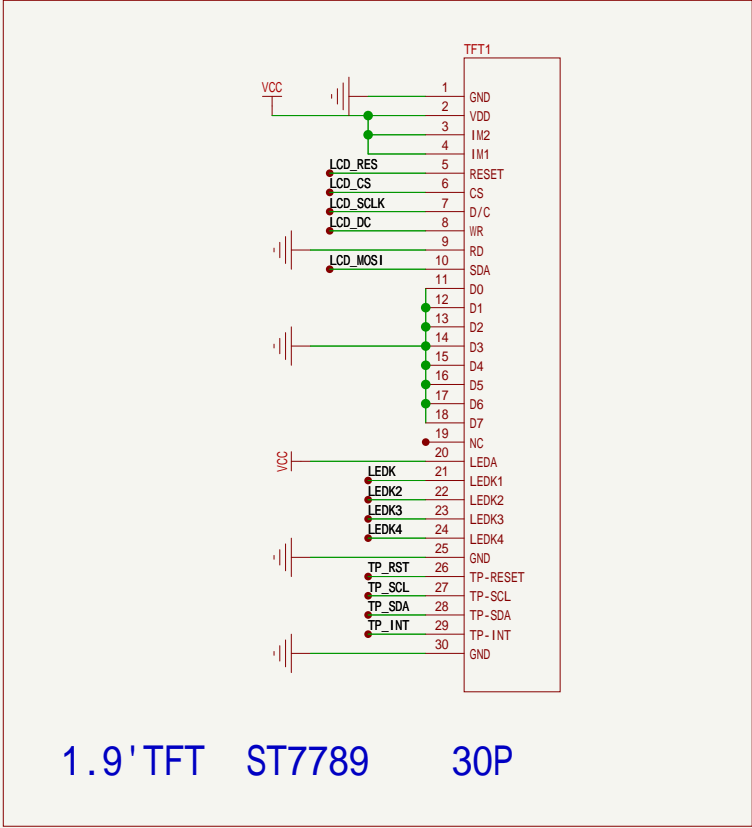 TFT1
VCC
1 GND
2 VDD
3 IM2
4 IM1
LCD_RES 5 RESET
LCD_CS 6 CS
LCD_SCLK 7 D/C
LCD_DC 8 WR
9 RD
LCD_MOSI 10 SDA
11 D0
12 D1
13 D2
14 D3
15 D4
16 D5
17 D6
18 D7
19 NC
VCC 20 LEDA
LEDK 21 LEDK1
LEDK2 22 LEDK2
LEDK3 23 LEDK3
LEDK4 24 LEDK4
25 GND
TP_RST 26 TP-RESET
TP_SCL 27 TP-SCL
TP_SDA 28 TP-SDA
TP_INT 29 TP-INT
30 GND
1.9'TFT ST7789 30P